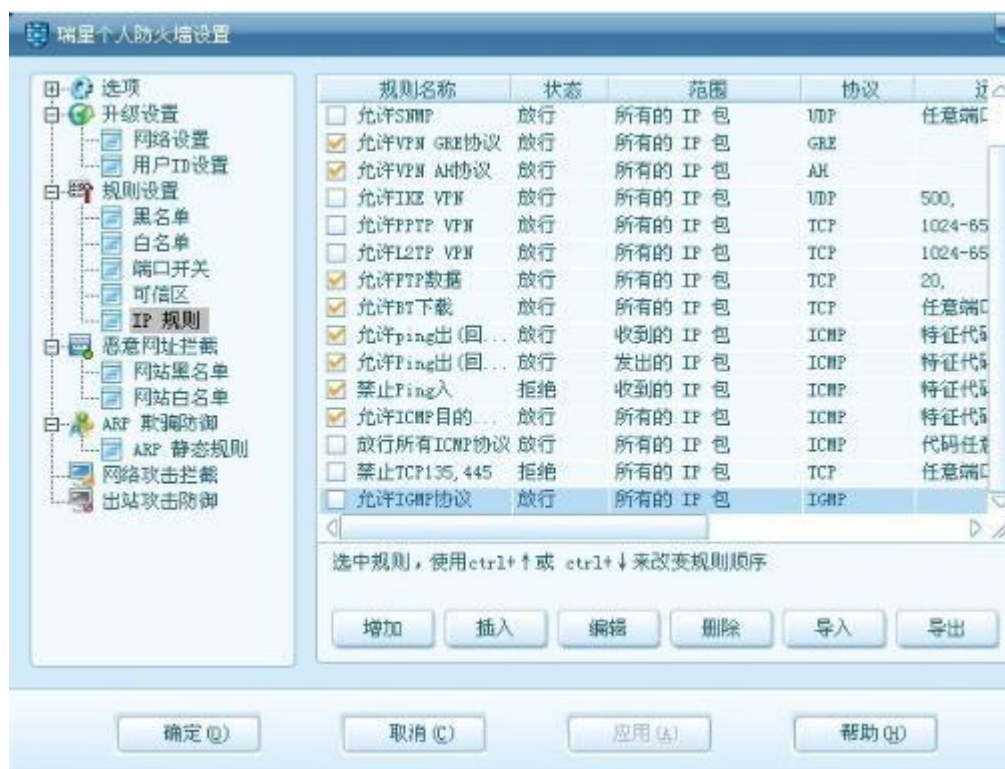 瑞星个人防火墙设置
选项
升级设置
网络设置
用户ID设置
规则设置
黑名单
白名单
端口开关
可信区
IP 规则
恶意网址拦截
网站黑名单
网站白名单
ARP 欺骗防御
ARP 静态规则
网络攻击拦截
出站攻击防御
规则名称 状态 范围 协议
允许SNMP 放行 所有的 IP 包 UDP 任意端口
允许VPN GRE协议 放行 所有的 IP 包 GRE
允许VPN AH协议 放行 所有的 IP 包 AH
允许IKE VPN 放行 所有的 IP 包 UDP 500,
允许PPTP VPN 放行 所有的 IP 包 TCP 1024-65
允许L2TP VPN 放行 所有的 IP 包 TCP 1024-65
允许FTP数据 放行 所有的 IP 包 TCP 20,
允许BT下载 放行 所有的 IP 包 TCP 任意端口
允许ping出(回... 放行 收到的 IP 包 ICMP 特征代码
允许Ping出(回... 放行 发出的 IP 包 ICMP 特征代码
禁止Ping入 拒绝 收到的 IP 包 ICMP 特征代码
允许ICMP目的... 放行 所有的 IP 包 ICMP 特征代码
放行所有ICMP协议 放行 所有的 IP 包 ICMP 代码任意
禁止TCP135,445 拒绝 所有的 IP 包 TCP 任意端口
允许IGMP协议 放行 所有的 IP 包 IGMP
选中规则，使用ctrl+↑或 ctrl+↓来改变规则顺序
增加 插入 编辑 删除 导入 导出
确定(O) 取消(C) 应用(A) 帮助(H)